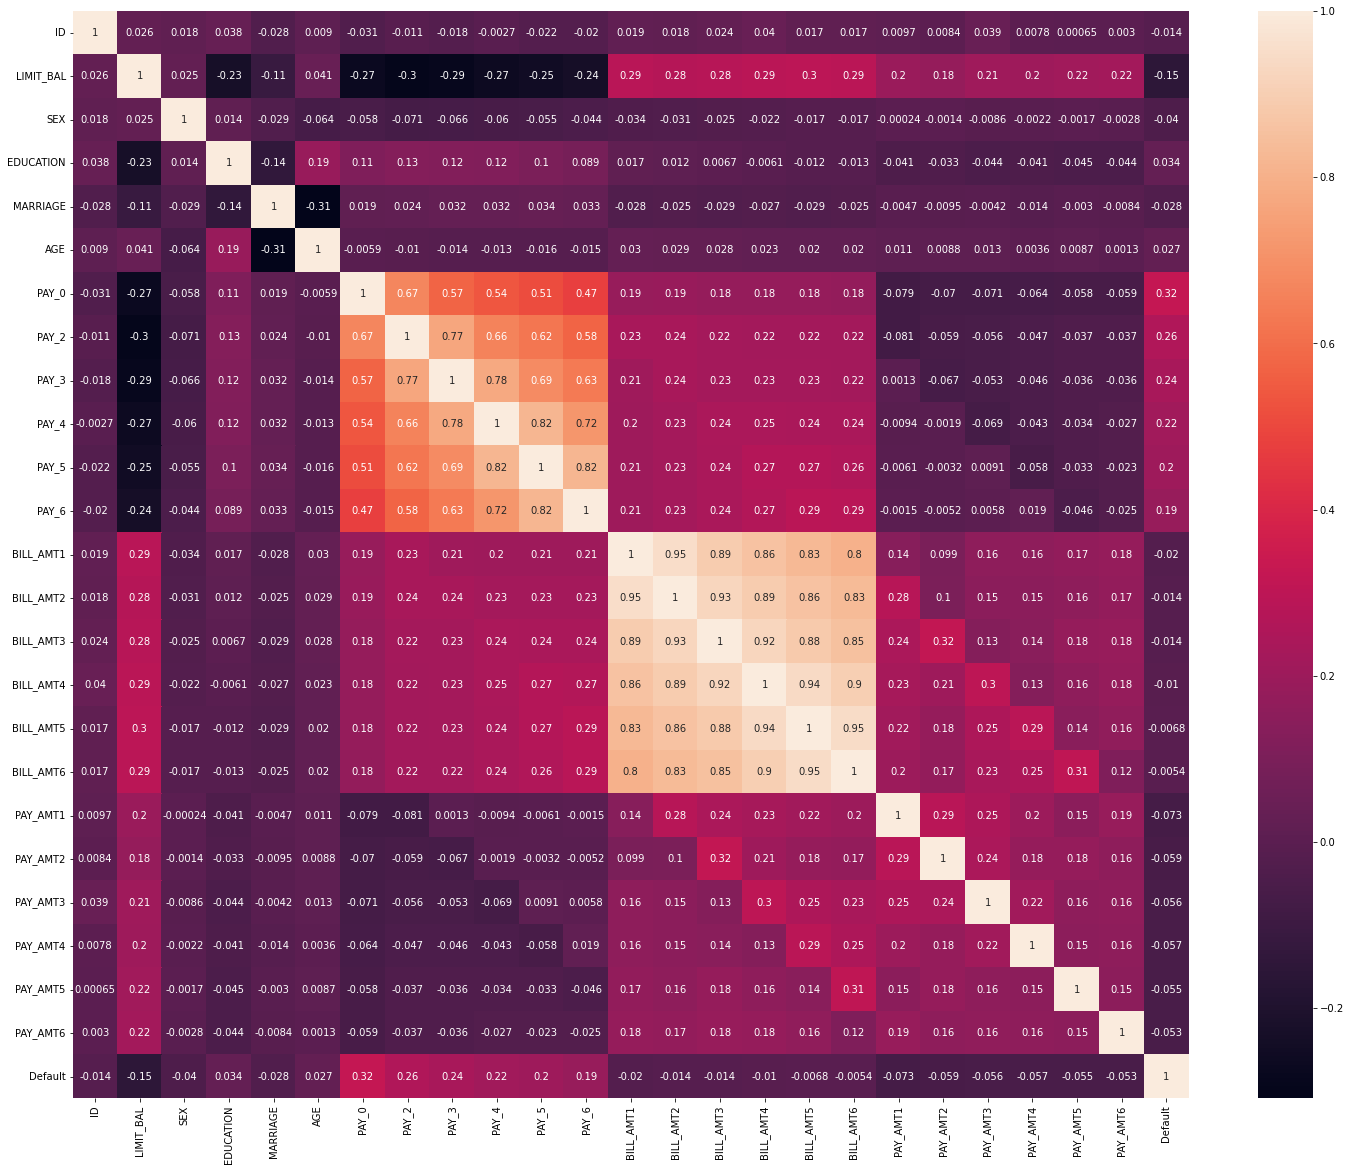 ID 1 0.026 0.018 0.038 -0.028 0.009 -0.031 -0.011 -0.018 -0.0027 -0.022 -0.02 0.019 0.018 0.024 0.04 0.017 0.017 0.0097 0.0084 0.039 0.0078 0.00065 0.003 -0.014
LIMIT_BAL 0.026 1 0.025 -0.23 -0.11 0.041 -0.27 -0.3 -0.29 -0.27 -0.25 -0.24 0.29 0.28 0.28 0.29 0.3 0.29 0.2 0.18 0.21 0.2 0.22 0.22 -0.15
SEX 0.018 0.025 1 0.014 -0.029 -0.064 -0.058 -0.071 -0.066 -0.06 -0.055 -0.044 -0.034 -0.031 -0.025 -0.022 -0.017 -0.017 -0.00024 -0.0014 -0.0086 -0.0022 -0.0017 -0.0028 -0.04
EDUCATION 0.038 -0.23 0.014 1 -0.14 0.19 0.11 0.13 0.12 0.12 0.1 0.089 0.017 0.012 0.0067 -0.0061 -0.012 -0.013 -0.041 -0.033 -0.044 -0.041 -0.045 -0.044 0.034
MARRIAGE -0.028 -0.11 -0.029 -0.14 1 -0.31 0.019 0.024 0.032 0.032 0.034 0.033 -0.028 -0.025 -0.029 -0.027 -0.029 -0.025 -0.0047 -0.0095 -0.0042 -0.014 -0.003 -0.0084 -0.028
AGE 0.009 0.041 -0.064 0.19 -0.31 1 -0.0059 -0.01 -0.014 -0.013 -0.016 -0.015 0.03 0.029 0.028 0.023 0.02 0.02 0.011 0.0088 0.013 0.0036 0.0087 0.0013 0.027
PAY_0 -0.031 -0.27 -0.058 0.11 0.019 -0.0059 1 0.67 0.57 0.54 0.51 0.47 0.19 0.19 0.18 0.18 0.18 0.18 -0.079 -0.07 -0.071 -0.064 -0.058 -0.059 0.32
PAY_2 -0.011 -0.3 -0.071 0.13 0.024 -0.01 0.67 1 0.77 0.66 0.62 0.58 0.23 0.24 0.22 0.22 0.22 0.22 -0.081 -0.059 -0.056 -0.047 -0.037 -0.037 0.26
PAY_3 -0.018 -0.29 -0.066 0.12 0.032 -0.014 0.57 0.77 1 0.78 0.69 0.63 0.21 0.24 0.23 0.23 0.23 0.22 0.0013 -0.067 -0.053 -0.046 -0.036 -0.036 0.24
PAY_4 -0.0027 -0.27 -0.06 0.12 0.032 -0.013 0.54 0.66 0.78 1 0.82 0.72 0.2 0.23 0.24 0.25 0.24 0.24 -0.0094 -0.0019 -0.069 -0.043 -0.034 -0.027 0.22
PAY_5 -0.022 -0.25 -0.055 0.1 0.034 -0.016 0.51 0.62 0.69 0.82 1 0.82 0.21 0.23 0.24 0.27 0.27 0.26 -0.0061 -0.0032 0.0091 -0.058 -0.033 -0.023 0.2
PAY_6 -0.02 -0.24 -0.044 0.089 0.033 -0.015 0.47 0.58 0.63 0.72 0.82 1 0.21 0.23 0.24 0.27 0.29 0.29 -0.0015 -0.0052 0.0058 0.019 -0.046 -0.025 0.19
BILL_AMT1 0.019 0.29 -0.034 0.017 -0.028 0.03 0.19 0.23 0.21 0.2 0.21 0.21 1 0.95 0.89 0.86 0.83 0.8 0.14 0.099 0.16 0.16 0.17 0.18 -0.02
BILL_AMT2 0.018 0.28 -0.031 0.012 -0.025 0.029 0.19 0.24 0.24 0.23 0.23 0.23 0.95 1 0.93 0.89 0.86 0.83 0.28 0.1 0.15 0.15 0.16 0.17 -0.014
BILL_AMT3 0.024 0.28 -0.025 0.0067 -0.029 0.028 0.18 0.22 0.23 0.24 0.24 0.24 0.89 0.93 1 0.92 0.88 0.85 0.24 0.32 0.13 0.14 0.18 0.18 -0.014
BILL_AMT4 0.04 0.29 -0.022 -0.0061 -0.027 0.023 0.18 0.22 0.23 0.25 0.27 0.27 0.86 0.89 0.92 1 0.94 0.9 0.23 0.21 0.3 0.13 0.16 0.18 -0.01
BILL_AMT5 0.017 0.3 -0.017 -0.012 -0.029 0.02 0.18 0.22 0.23 0.24 0.27 0.29 0.83 0.86 0.88 0.94 1 0.95 0.22 0.18 0.25 0.29 0.14 0.16 -0.0068
BILL_AMT6 0.017 0.29 -0.017 -0.013 -0.025 0.02 0.18 0.22 0.22 0.24 0.26 0.29 0.8 0.83 0.85 0.9 0.95 1 0.2 0.17 0.23 0.25 0.31 0.12 -0.0054
PAY_AMT1 0.0097 0.2 -0.00024 -0.041 -0.0047 0.011 -0.079 -0.081 0.0013 -0.0094 -0.0061 -0.0015 0.14 0.28 0.24 0.23 0.22 0.2 1 0.29 0.25 0.2 0.15 0.19 -0.073
PAY_AMT2 0.0084 0.18 -0.0014 -0.033 -0.0095 0.0088 -0.07 -0.059 -0.067 -0.0019 -0.0032 -0.0052 0.099 0.1 0.32 0.21 0.18 0.17 0.29 1 0.24 0.18 0.18 0.16 -0.059
PAY_AMT3 0.039 0.21 -0.0086 -0.044 -0.0042 0.013 -0.071 -0.056 -0.053 -0.069 0.0091 0.0058 0.16 0.15 0.13 0.3 0.25 0.23 0.25 0.24 1 0.22 0.16 0.16 -0.056
PAY_AMT4 0.0078 0.2 -0.0022 -0.041 -0.014 0.0036 -0.064 -0.047 -0.046 -0.043 -0.058 0.019 0.16 0.15 0.14 0.13 0.29 0.25 0.2 0.18 0.22 1 0.15 0.16 -0.057
PAY_AMT5 0.00065 0.22 -0.0017 -0.045 -0.003 0.0087 -0.058 -0.037 -0.036 -0.034 -0.033 -0.046 0.17 0.16 0.18 0.16 0.14 0.31 0.15 0.18 0.16 0.15 1 0.15 -0.055
PAY_AMT6 0.003 0.22 -0.0028 -0.044 -0.0084 0.0013 -0.059 -0.037 -0.036 -0.027 -0.023 -0.025 0.18 0.17 0.18 0.18 0.16 0.12 0.19 0.16 0.16 0.16 0.15 1 -0.053
Default -0.014 -0.15 -0.04 0.034 -0.028 0.027 0.32 0.26 0.24 0.22 0.2 0.19 -0.02 -0.014 -0.014 -0.01 -0.0068 -0.0054 -0.073 -0.059 -0.056 -0.057 -0.055 -0.053 1
ID LIMIT_BAL SEX EDUCATION MARRIAGE AGE PAY_0 PAY_2 PAY_3 PAY_4 PAY_5 PAY_6 BILL_AMT1 BILL_AMT2 BILL_AMT3 BILL_AMT4 BILL_AMT5 BILL_AMT6 PAY_AMT1 PAY_AMT2 PAY_AMT3 PAY_AMT4 PAY_AMT5 PAY_AMT6 Default
1.0
0.8
0.6
0.4
0.2
0.0
−0.2